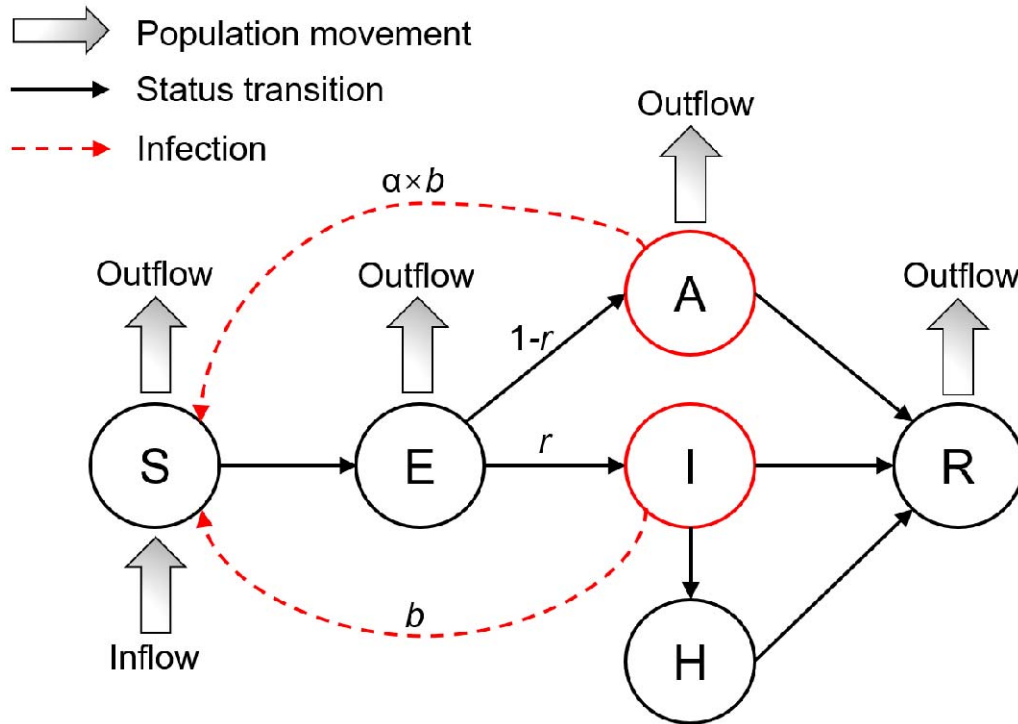 Population movement
Status transition
Infection
Outflow
α×b
Outflow
Outflow
Outflow
A
1-r
S
E
r
I
R
b
H
Inflow